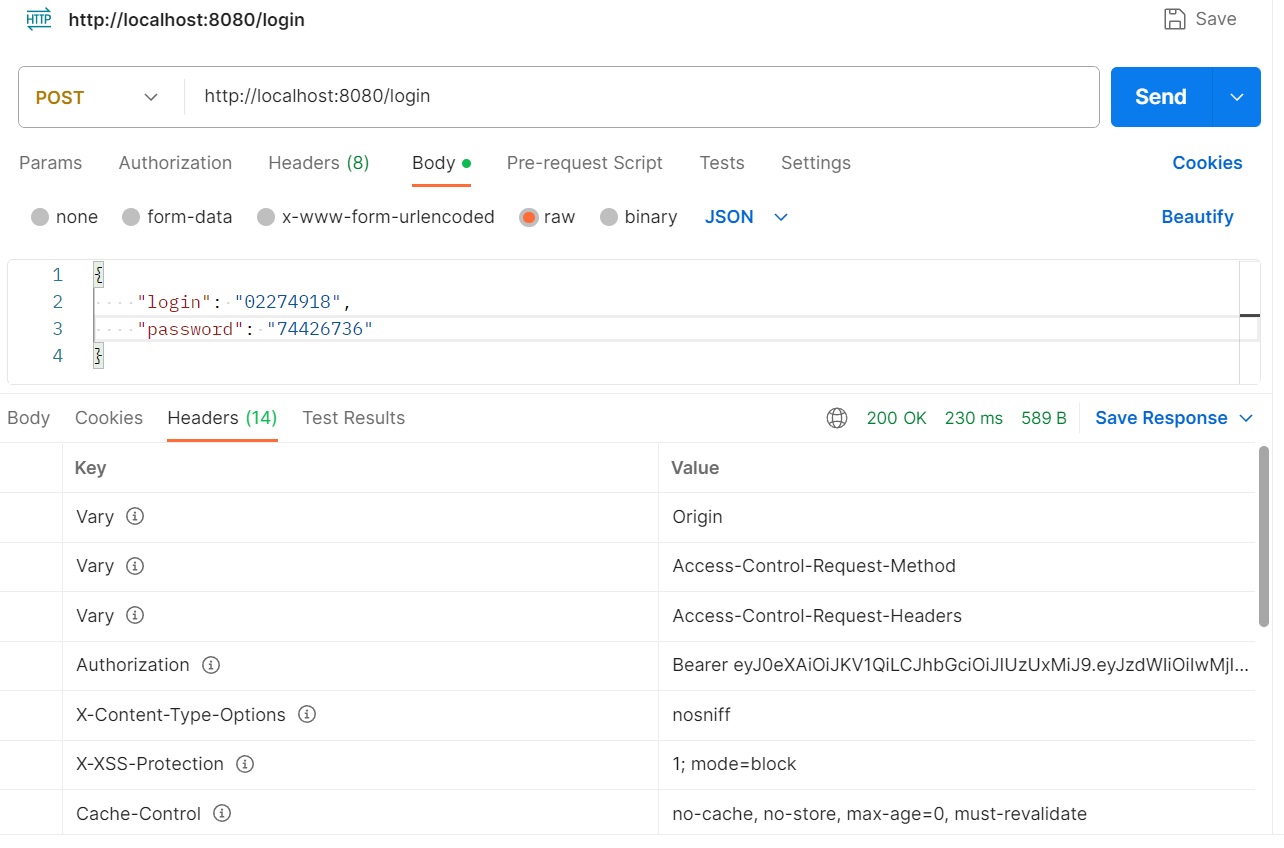 HTTP http://localhost:8080/login Save
POST http://localhost:8080/login Send
Params Authorization Headers (8) Body Pre-request Script Tests Settings Cookies
none form-data x-www-form-urlencoded raw binary JSON Beautify
1 {
2 "login": "02274918",
3 "password": "74426736"
4 }
Body Cookies Headers (14) Test Results 200 OK 230 ms 589 B Save Response
Key Value
Vary Origin
Vary Access-Control-Request-Method
Vary Access-Control-Request-Headers
Authorization Bearer eyJ0eXAiOiJKV1QiLCJhbGciOiJIUzUxMiJ9.eyJzdWIiOiIwMjI...
X-Content-Type-Options nosniff
X-XSS-Protection 1; mode=block
Cache-Control no-cache, no-store, max-age=0, must-revalidate